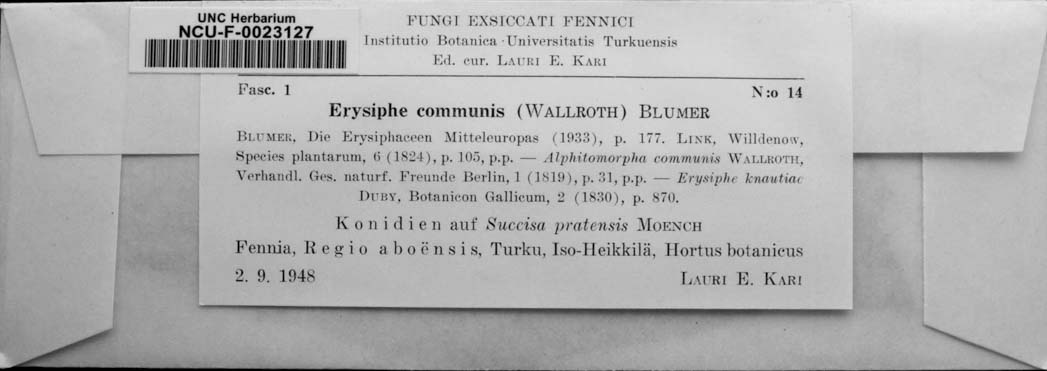 UNC Herbarium
NCU-F-0023127
FUNGI EXSICCATI FENNICI
Institutio Botanica Universitatis Turkuensis
Ed. cur. LAURI E. KARI
Fasc. 1 N:o 14
Erysiphe communis (WALLROTH) BLUMER
BLUMER, Die Erysiphaceen Mitteleuropas (1933), p. 177. LINK, Willdenow,
Species plantarum, 6 (1824), p. 105, p.p. — Alphitomorpha communis WALLROTH,
Verhandl. Ges. naturf. Freunde Berlin, 1 (1819), p. 31, p.p. — Erysiphe knautiae
DUBY, Botanicon Gallicum, 2 (1830), p. 870.
Konidien auf Succisa pratensis MOENCH
Fennia, Regio aboënsis, Turku, Iso-Heikkilä, Hortus botanicus
2. 9. 1948 LAURI E. KARI